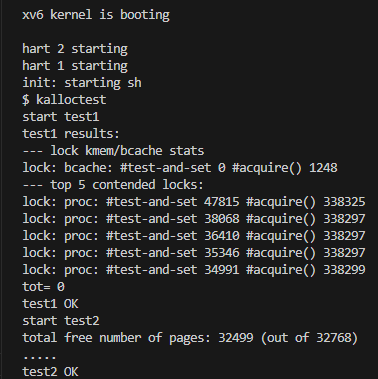 xv6 kernel is booting
hart 2 starting
hart 1 starting
init: starting sh
$ kalloctest
start test1
test1 results:
--- lock kmem/bcache stats
lock: bcache: #test-and-set 0 #acquire() 1248
--- top 5 contended locks:
lock: proc: #test-and-set 47815 #acquire() 338325
lock: proc: #test-and-set 38068 #acquire() 338297
lock: proc: #test-and-set 36410 #acquire() 338297
lock: proc: #test-and-set 35346 #acquire() 338297
lock: proc: #test-and-set 34991 #acquire() 338299
tot= 0
test1 OK
start test2
total free number of pages: 32499 (out of 32768)
.....
test2 OK